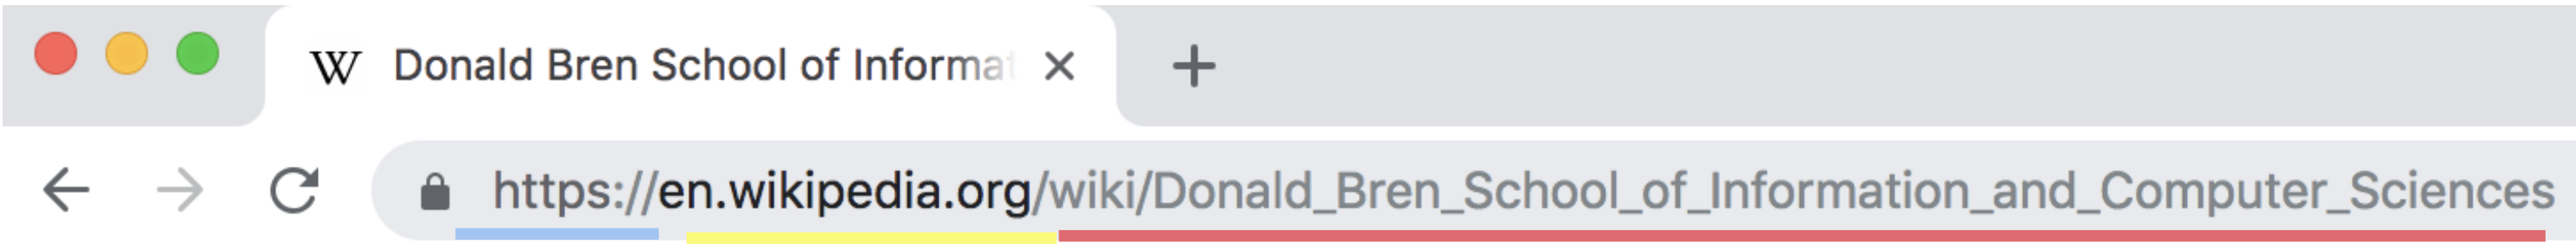 W Donald Bren School of Informat
https://en.wikipedia.org/wiki/Donald_Bren_School_of_Information_and_Computer_Sciences